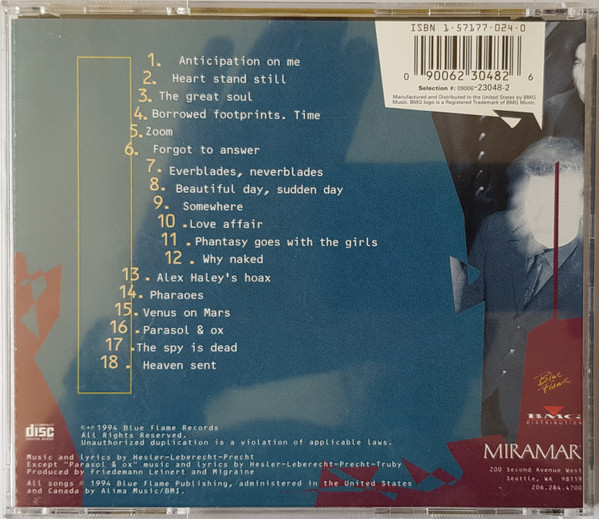 ISBN 1-57177-024-0
0 90062 30482 6
Selection #: 09006-23048-2
Manufactured and Distributed in the United States by BMG
Music. BMG logo is a Registered Trademark of BMG Music.
1. Anticipation on me
2. Heart stand still
3. The great soul
4. Borrowed footprints. Time
5. Zoom
6. Forgot to answer
7. Everblades, neverblades
8. Beautiful day, sudden day
9. Somewhere
10 .Love affair
11 . Phantasy goes with the girls
12 . Why naked
13 . Alex Haley's hoax
14. Pharaoes
15. Venus on Mars
16 . Parasol & ox
17 .The spy is dead
18 . Heaven sent
Blue
Flame
BMG
DISTRIBUTION
COMPACT
disc
DIGITAL AUDIO
©℗ 1994 Blue Flame Records
All Rights Reserved.
Unauthorized duplication is a violation of applicable laws.
Music and lyrics by Hesler-Leberecht-Precht
Except "Parasol & ox" music and lyrics by Hesler-Leberecht-Precht-Truby
Produced by Friedemann Leinert and Migraine
All songs © 1994 Blue Flame Publishing, administered in the United States
and Canada by Alima Music/BMI.
MIRAMAR
200 Second Avenue West
Seattle, WA 98119
206.284.4700